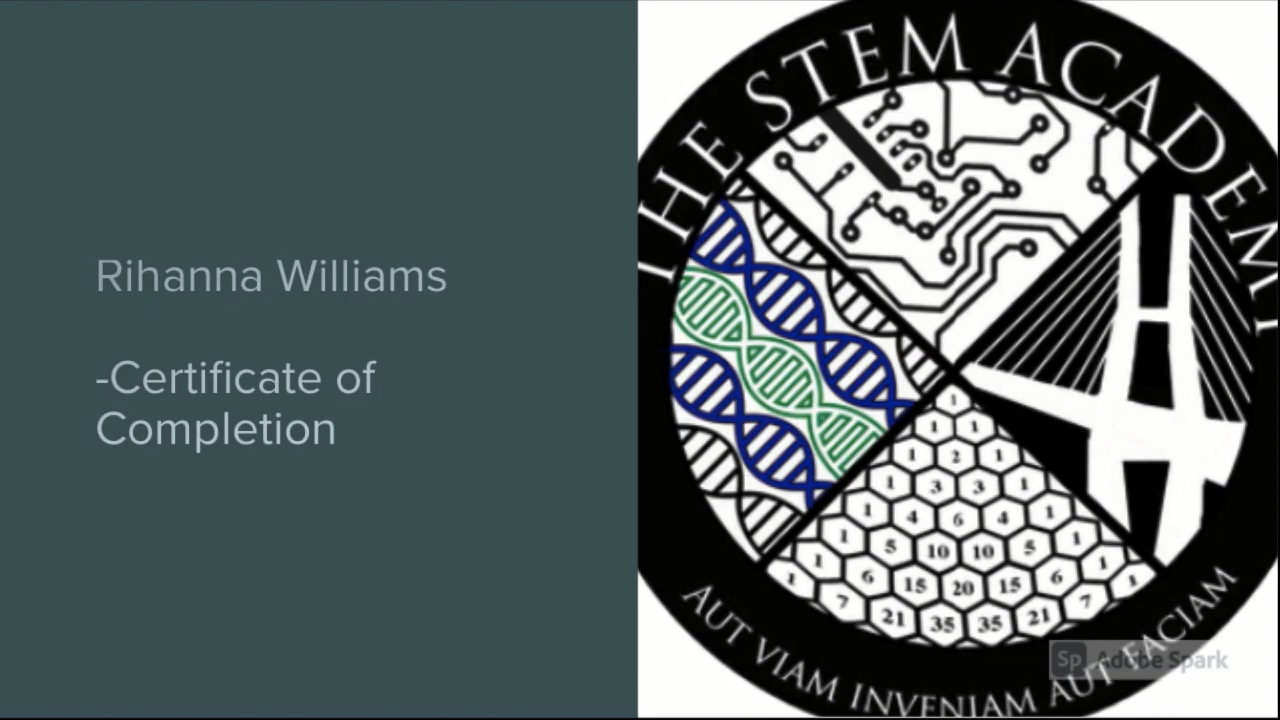 Rihanna Williams
-Certificate of
Completion
THE STEM ACADEMY
1
1 1
1 2 1
1 3 3 1
1 4 6 4 1
1 5 10 10 5 1
1 6 15 20 15 6 1
1 7 21 35 35 21 7 1
AUT VIAM INVENIAM AUT FACIAM
Sp Adobe Spark